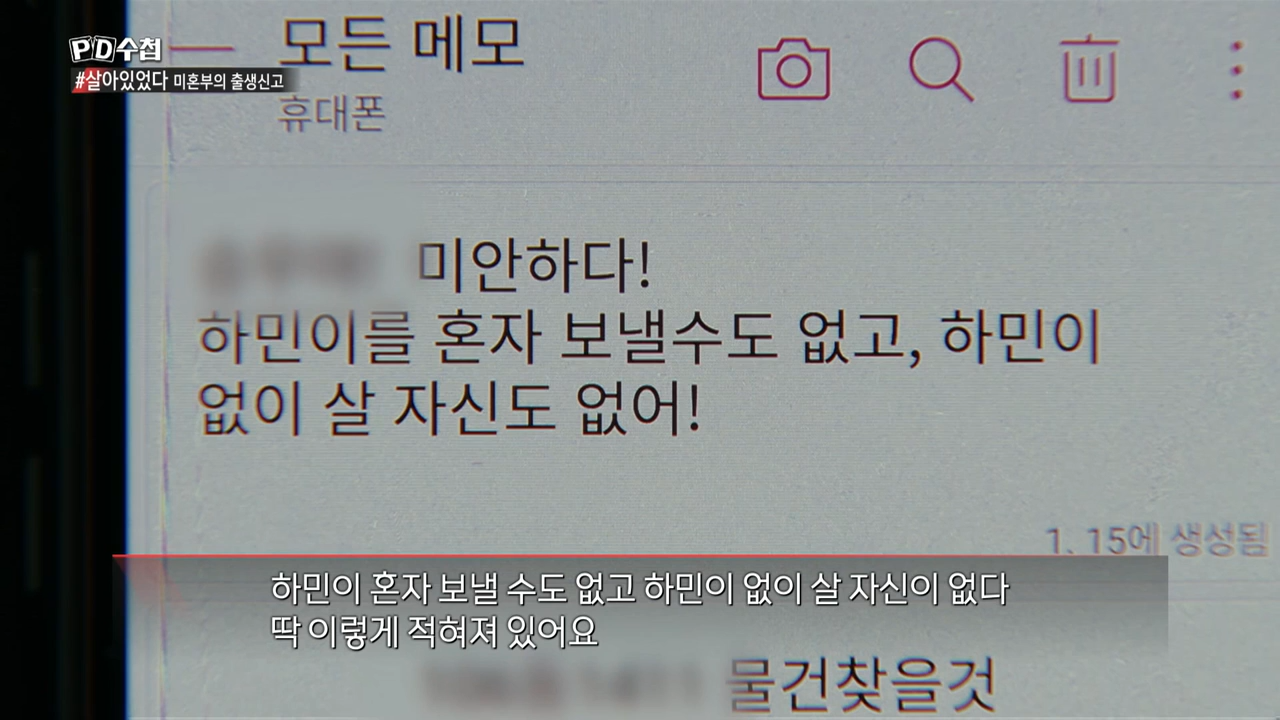 PD수첩
#살아있었다 미혼부의 출생신고
모든 메모
휴대폰
미안하다!
하민이를 혼자 보낼수도 없고, 하민이
없이 살 자신도 없어!
1. 15에 생성됨
하민이 혼자 보낼 수도 없고 하민이 없이 살 자신이 없다
딱 이렇게 적혀져 있어요
물건찾을것